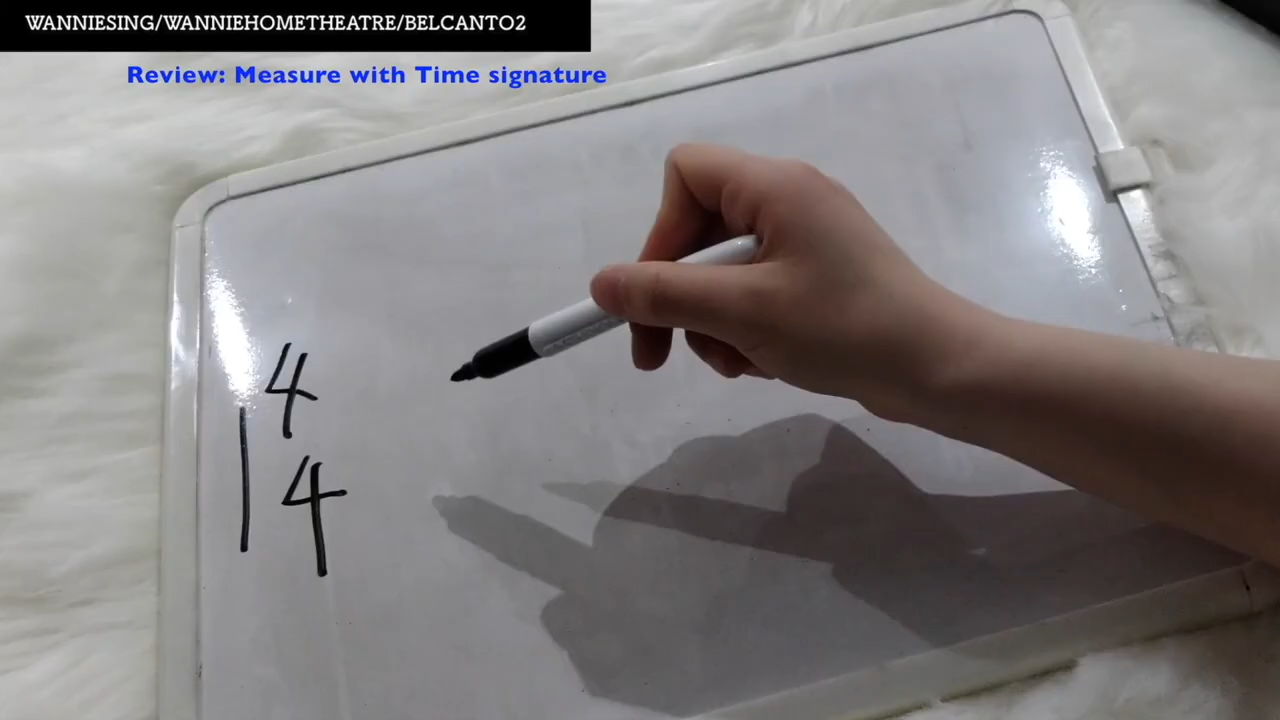 WANNIESING/WANNIEHOMETHEATRE/BELCANTO2
Review: Measure with Time signature
4
4